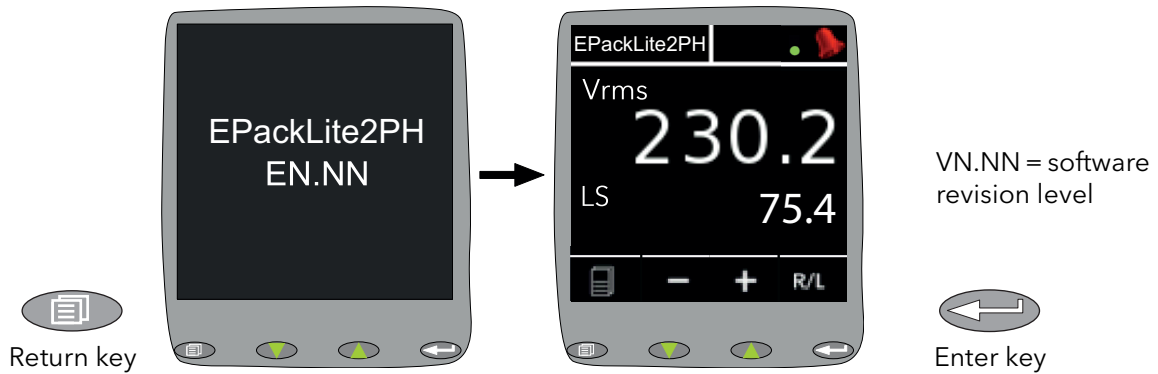 EPackLite2PH
EN.NN
EPackLite2PH
Vrms
230.2
LS
75.4
− + R/L
VN.NN = software
revision level
Return key
Enter key